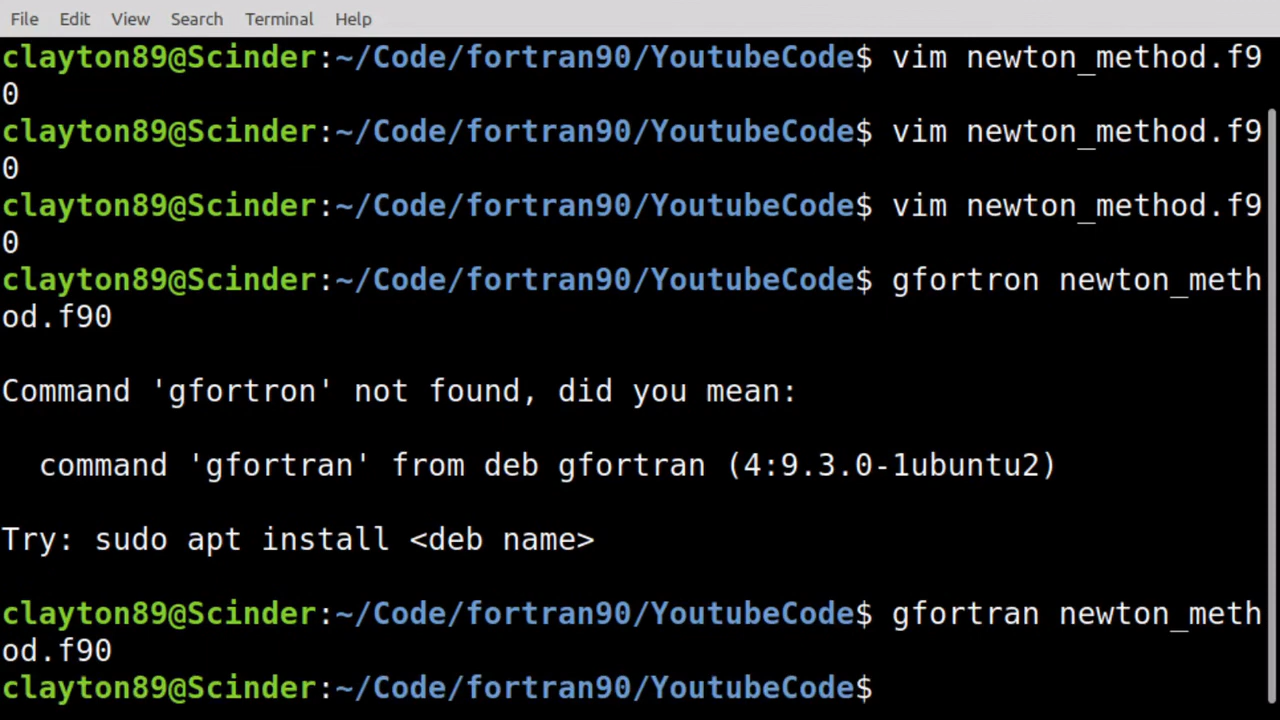 File Edit View Search Terminal Help
clayton89@Scinder:~/Code/fortran90/YoutubeCode$ vim newton_method.f9
0
clayton89@Scinder:~/Code/fortran90/YoutubeCode$ vim newton_method.f9
0
clayton89@Scinder:~/Code/fortran90/YoutubeCode$ vim newton_method.f9
0
clayton89@Scinder:~/Code/fortran90/YoutubeCode$ gfortron newton_meth
od.f90
Command 'gfortron' not found, did you mean:
command 'gfortran' from deb gfortran (4:9.3.0-1ubuntu2)
Try: sudo apt install <deb name>
clayton89@Scinder:~/Code/fortran90/YoutubeCode$ gfortran newton_meth
od.f90
clayton89@Scinder:~/Code/fortran90/YoutubeCode$